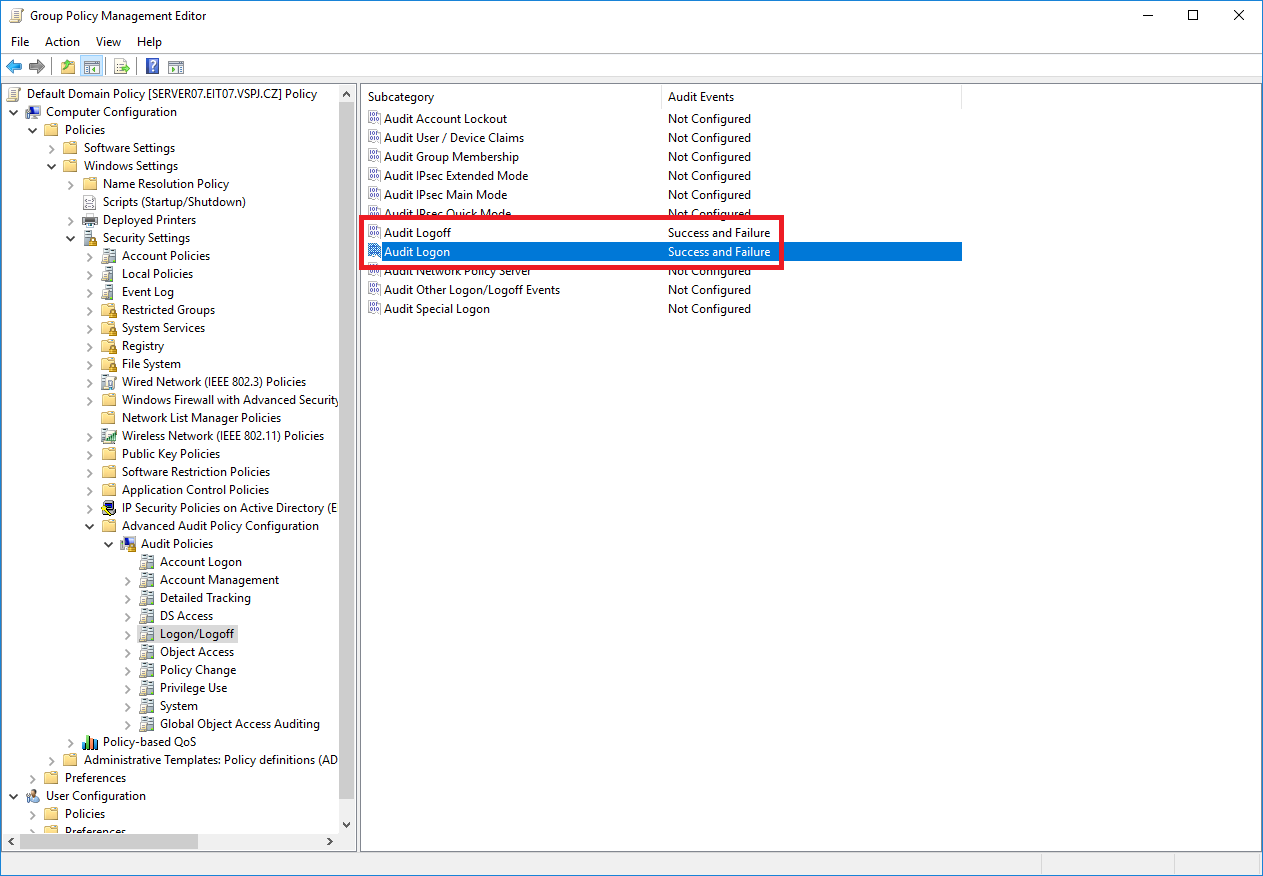 Group Policy Management Editor
File Action View Help
Default Domain Policy [SERVER07.EIT07.VSPJ.CZ] Policy
Computer Configuration
Policies
Software Settings
Windows Settings
Name Resolution Policy
Scripts (Startup/Shutdown)
Deployed Printers
Security Settings
Account Policies
Local Policies
Event Log
Restricted Groups
System Services
Registry
File System
Wired Network (IEEE 802.3) Policies
Windows Firewall with Advanced Security
Network List Manager Policies
Wireless Network (IEEE 802.11) Policies
Public Key Policies
Software Restriction Policies
Application Control Policies
IP Security Policies on Active Directory (E
Advanced Audit Policy Configuration
Audit Policies
Account Logon
Account Management
Detailed Tracking
DS Access
Logon/Logoff
Object Access
Policy Change
Privilege Use
System
Global Object Access Auditing
Policy-based QoS
Administrative Templates: Policy definitions (AD
Preferences
User Configuration
Policies
Preferences
Subcategory Audit Events
Audit Account Lockout Not Configured
Audit User / Device Claims Not Configured
Audit Group Membership Not Configured
Audit IPsec Extended Mode Not Configured
Audit IPsec Main Mode Not Configured
Audit IPsec Quick Mode Not Configured
Audit Logoff Success and Failure
Audit Logon Success and Failure
Audit Network Policy Server Not Configured
Audit Other Logon/Logoff Events Not Configured
Audit Special Logon Not Configured